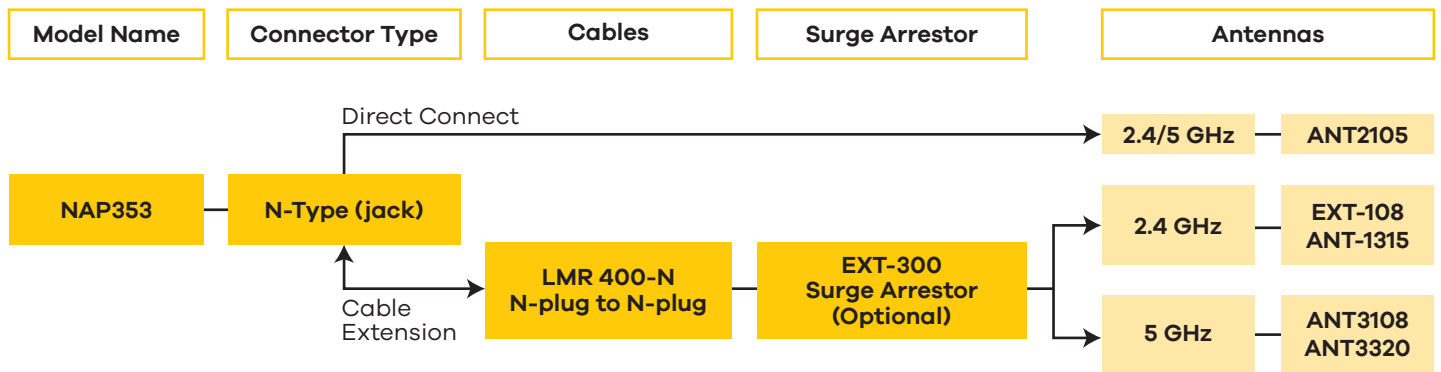 Model Name
Connector Type
Cables
Surge Arrestor
Antennas
Direct Connect
2.4/5 GHz
ANT2105
NAP353
N-Type (jack)
Cable
Extension
LMR 400-N
N-plug to N-plug
EXT-300
Surge Arrestor
(Optional)
2.4 GHz
EXT-108
ANT-1315
5 GHz
ANT3108
ANT3320